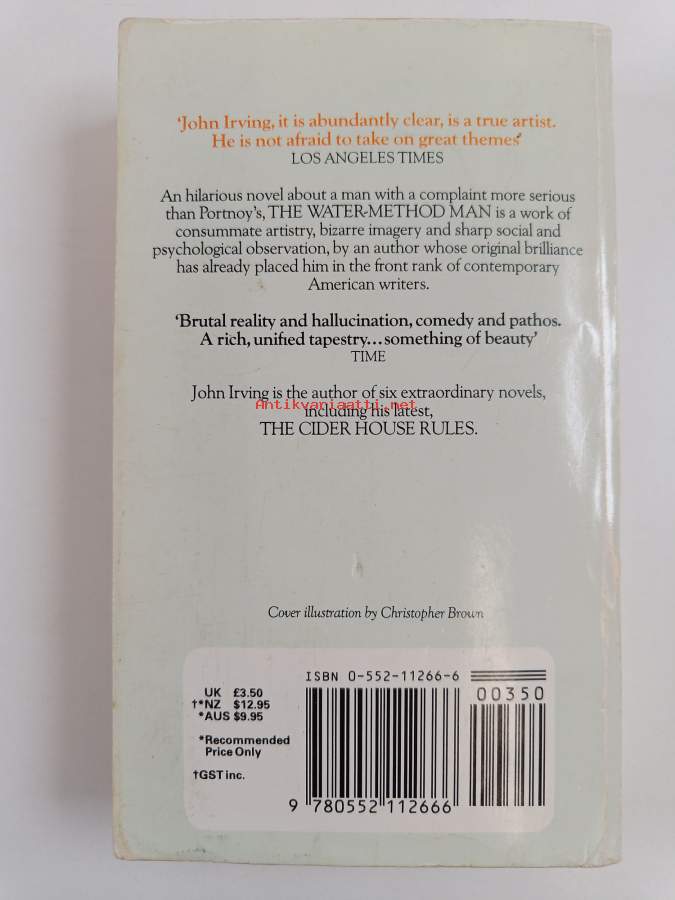 'John Irving, it is abundantly clear, is a true artist.
He is not afraid to take on great themes'
LOS ANGELES TIMES
An hilarious novel about a man with a complaint more serious
than Portnoy's, THE WATER-METHOD MAN is a work of
consummate artistry, bizarre imagery and sharp social and
psychological observation, by an author whose original brilliance
has already placed him in the front rank of contemporary
American writers.
'Brutal reality and hallucination, comedy and pathos.
A rich, unified tapestry...something of beauty'
TIME
John Irving is the author of six extraordinary novels,
Antikvariaatti.net
including his latest,
THE CIDER HOUSE RULES.
Cover illustration by Christopher Brown
ISBN 0-552-11266-6
00350
UK £3.50
†*NZ $12.95
*AUS $9.95
*Recommended
Price Only
†GST inc.
9 780552 112666